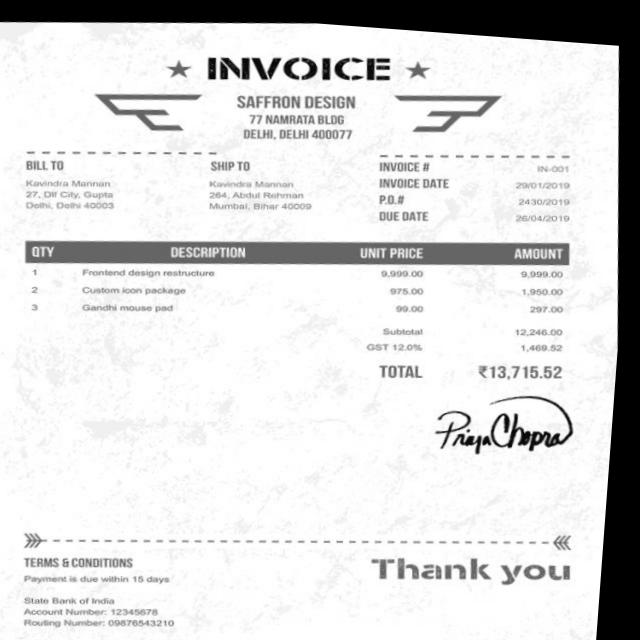 INVOICE
SAFFRON DESIGN
77 NAMRATA BLDG
DELHI, DELHI 400077
BILL TO
Kavindra Mannan
27, Dlf City, Gupta
Delhi, Delhi 40003
SHIP TO
Kavindra Mannan
264, Abdul Rehman
Mumbai, Bihar 40009
INVOICE # IN-001
INVOICE DATE 29/01/2019
P.O.# 2430/2019
DUE DATE 26/04/2019
QTY DESCRIPTION UNIT PRICE AMOUNT
1 Frontend design restructure 9,999.00 9,999.00
2 Custom icon package 975.00 1,950.00
3 Gandhi mouse pad 99.00 297.00
Subtotal 12,246.00
GST 12.0% 1,469.52
TOTAL ₹13,715.52
Priya Chopra
TERMS & CONDITIONS
Payment is due within 15 days
State Bank of India
Account Number: 12345678
Routing Number: 09876543210
Thank you